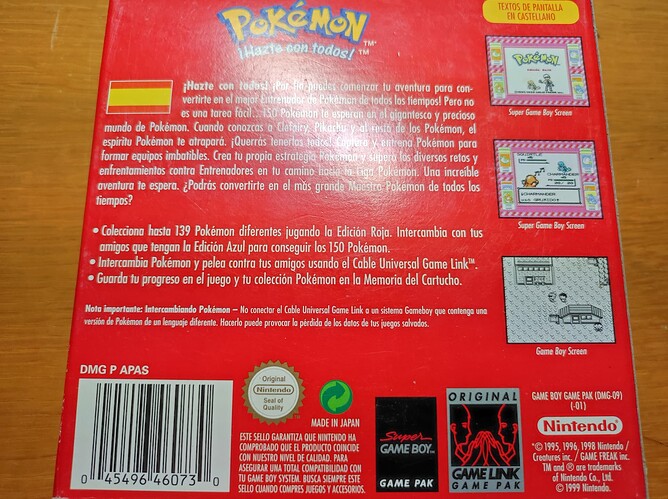 POKéMON™
¡Hazte con todos!™
TEXTOS DE PANTALLA
EN CASTELLANO
Super Game Boy Screen
Super Game Boy Screen
Game Boy Screen
¡Hazte con todos! ¡Por fin puedes comenzar tu aventura para con-
vertirte en el mejor Entrenador de Pokémon de todos los tiempos! Pero no
es una tarea fácil... 150 Pokémon te esperan en el gigantesco y precioso
mundo de Pokémon. Cuando conozcas a Clefairy, Pikachu y al resto de los Pokémon, el
espíritu Pokémon te atrapará. ¡Querrás tenerlos todos! Captura y entrena Pokémon para
formar equipos imbatibles. Crea tu propia estrategia Pokémon y supera los diversos retos y
enfrentamientos contra Entrenadores en tu camino hacia la Liga Pokémon. Una increíble
aventura te espera. ¿Podrás convertirte en el más grande Maestro Pokémon de todos los
tiempos?
• Colecciona hasta 139 Pokémon diferentes jugando la Edición Roja. Intercambia con tus
amigos que tengan la Edición Azul para conseguir los 150 Pokémon.
• Intercambia Pokémon y pelea contra tus amigos usando el Cable Universal Game Link™.
• Guarda tu progreso en el juego y tu colección Pokémon en la Memoria del Cartucho.
Nota importante: Intercambiando Pokémon – No conectar el Cable Universal Game Link a un sistema Gameboy que contenga una
versión de Pokémon de un lenguaje diferente. Hacerlo puede provocar la pérdida de los datos de tus juegos salvados.
DMG P APAS
0 45496 46073 0
Original
Nintendo
Seal of
Quality
MADE IN JAPAN
ESTE SELLO GARANTIZA QUE NINTENDO HA
COMPROBADO QUE EL PRODUCTO COINCIDE
CON NUESTRO NIVEL DE CALIDAD. PARA
ASEGURAR UNA TOTAL COMPATIBILIDAD CON
TU GAME BOY SYSTEM. BUSCA SIEMPRE ESTE
SELLO CUANDO COMPRES JUEGOS Y ACCESORIOS.
Super
GAME BOY™
GAME PAK
ORIGINAL
GAME LINK™
GAME PAK
GAME BOY GAME PAK (DMG-09)
(-01)
Nintendo®
©1995, 1996, 1998 Nintendo/
Creatures inc. / GAME FREAK inc.
TM and ® are trademarks
of Nintendo Co., Ltd.
© 1999 Nintendo.